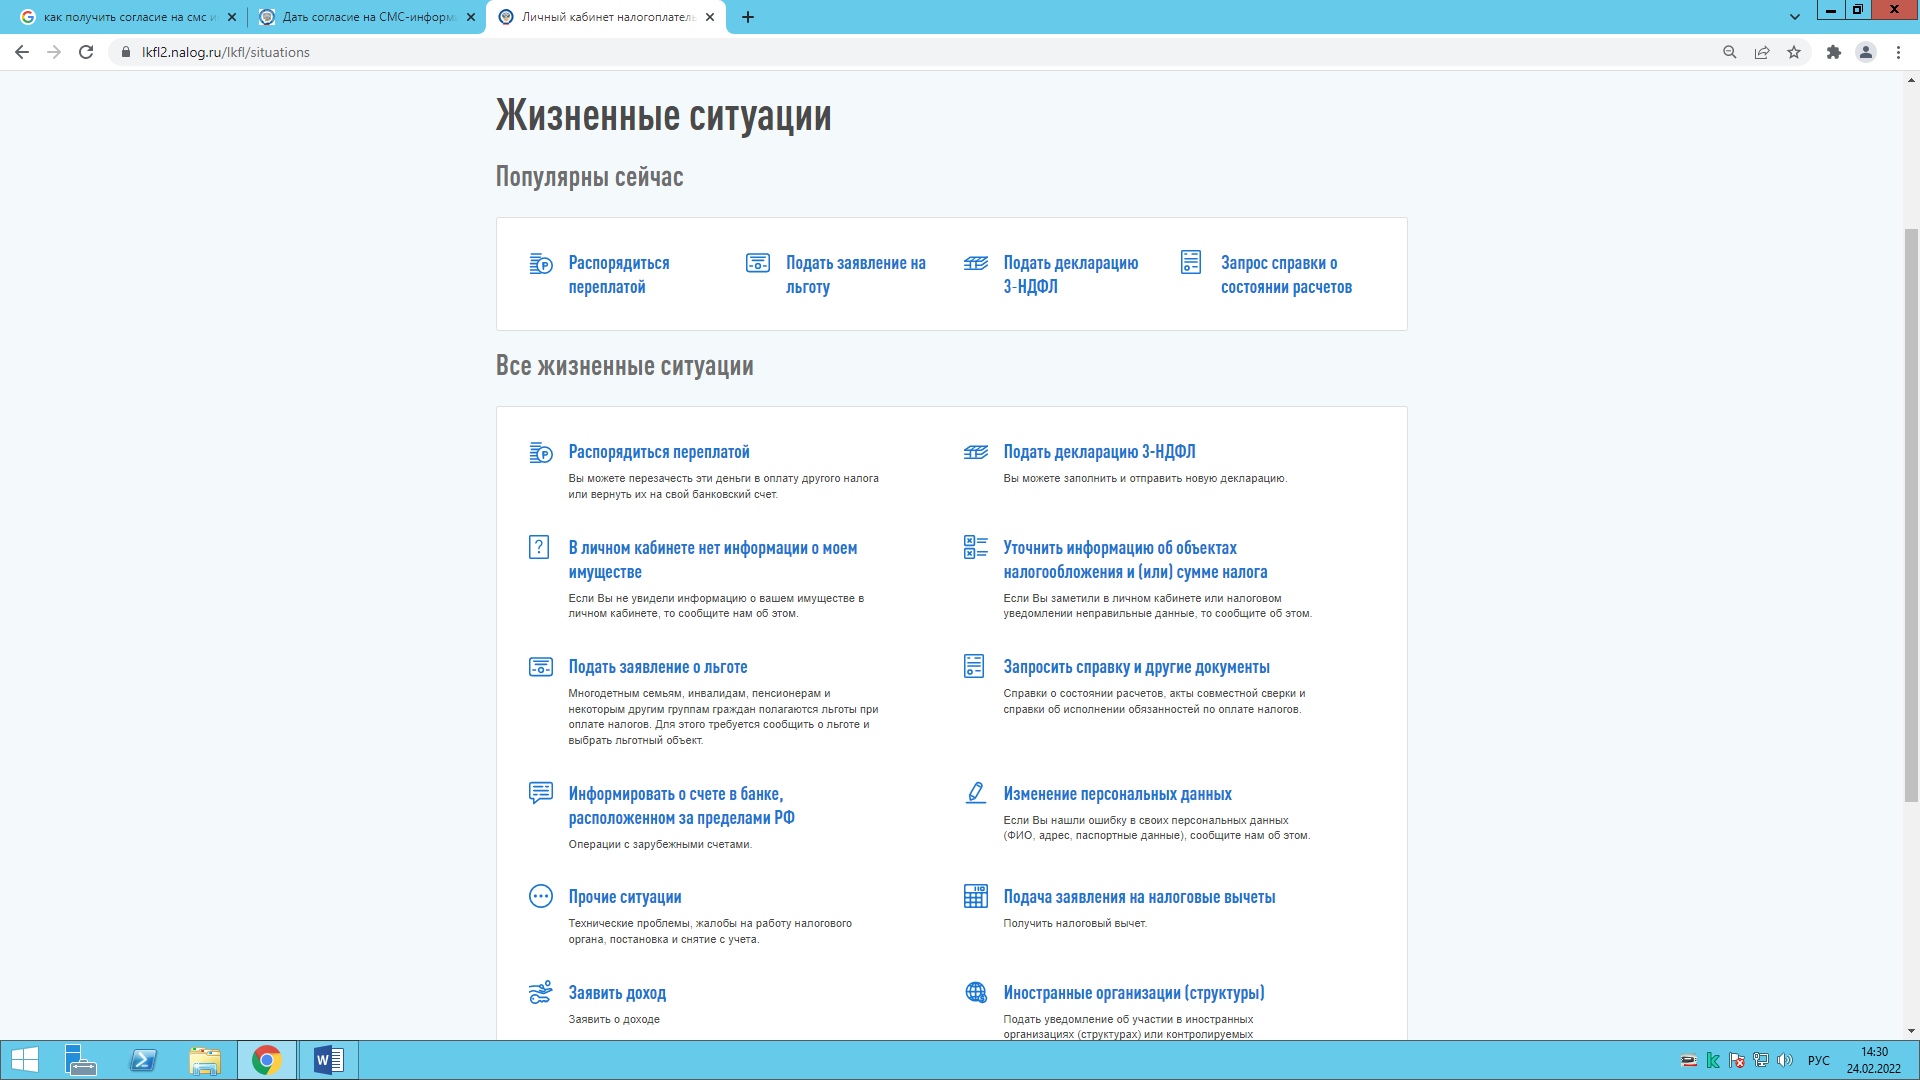 как получить согласие на смс и
Дать согласие на СМС-информ
Личный кабинет налогоплатель
lkfl2.nalog.ru/lkfl/situations
Жизненные ситуации
Популярны сейчас
Распорядиться
переплатой
Подать заявление на
льготу
Подать декларацию
3-НДФЛ
Запрос справки о
состоянии расчетов
Все жизненные ситуации
Распорядиться переплатой
Вы можете перезачесть эти деньги в оплату другого налога
или вернуть их на свой банковский счет.
Подать декларацию 3-НДФЛ
Вы можете заполнить и отправить новую декларацию.
В личном кабинете нет информации о моем
имуществе
Если Вы не увидели информацию о вашем имуществе в
личном кабинете, то сообщите нам об этом.
Уточнить информацию об объектах
налогообложения и (или) сумме налога
Если Вы заметили в личном кабинете или налоговом
уведомлении неправильные данные, то сообщите об этом.
Подать заявление о льготе
Многодетным семьям, инвалидам, пенсионерам и
некоторым другим группам граждан полагаются льготы при
оплате налогов. Для этого требуется сообщить о льготе и
выбрать льготный объект.
Запросить справку и другие документы
Справки о состоянии расчетов, акты совместной сверки и
справки об исполнении обязанностей по оплате налогов.
Информировать о счете в банке,
расположенном за пределами РФ
Операции с зарубежными счетами.
Изменение персональных данных
Если Вы нашли ошибку в своих персональных данных
(ФИО, адрес, паспортные данные), сообщите нам об этом.
Прочие ситуации
Технические проблемы, жалобы на работу налогового
органа, постановка и снятие с учета.
Подача заявления на налоговые вычеты
Получить налоговый вычет.
Заявить доход
Заявить о доходе
Иностранные организации (структуры)
Подать уведомление об участии в иностранных
организациях (структурах) или контролируемых
РУС
14:30
24.02.2022